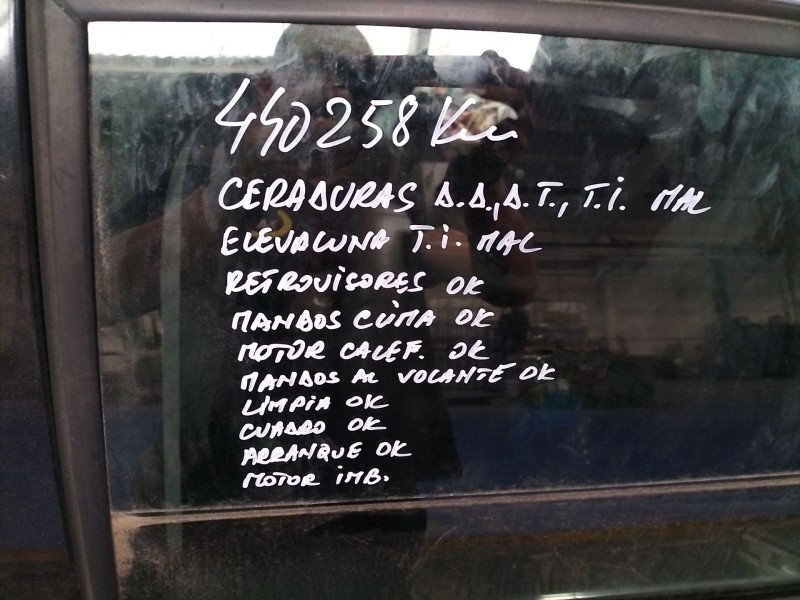 440258 Km
CERADURAS D.D., D.T., T.i. MAL
ELEVALUNA T.i. MAL
RETROVISORES OK
MANDOS CLIMA OK
MOTOR CALEF. OK
MANDOS AL VOLANTE OK
LIMPIA OK
CUADRO OK
ARRANQUE OK
MOTOR IMB.